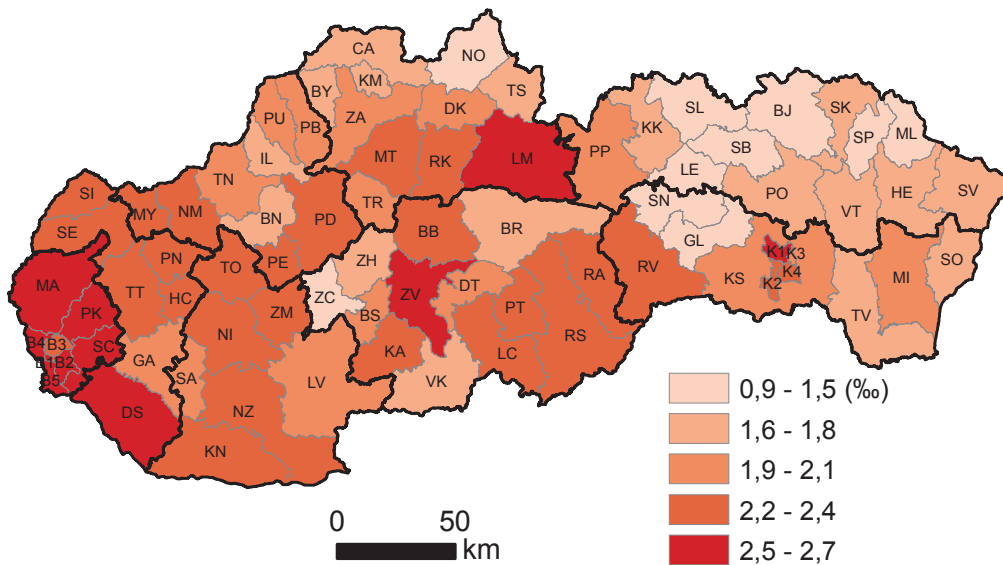 CA
NO
KM
BY
TS
ZA
DK
PU
PB
SL
BJ
SK
ML
KK
SP
PP
SB
IL
MT
RK
LM
LE
TN
PO
HE
SV
VT
SI
MY
NM
BN
PD
TR
SN
GL
SE
BB
BR
PN
TO
PE
ZH
K1
K3
RV
KS
K4
K2
MI
SO
MA
TT
HC
ZC
ZV
DT
RA
PK
ZM
BS
PT
TV
NI
RS
B4
B3
SC
B1
B2
GA
KA
LC
B5
SA
LV
VK
DS
NZ
KN
0,9 - 1,5 (‰)
1,6 - 1,8
1,9 - 2,1
2,2 - 2,4
2,5 - 2,7
0 50
km